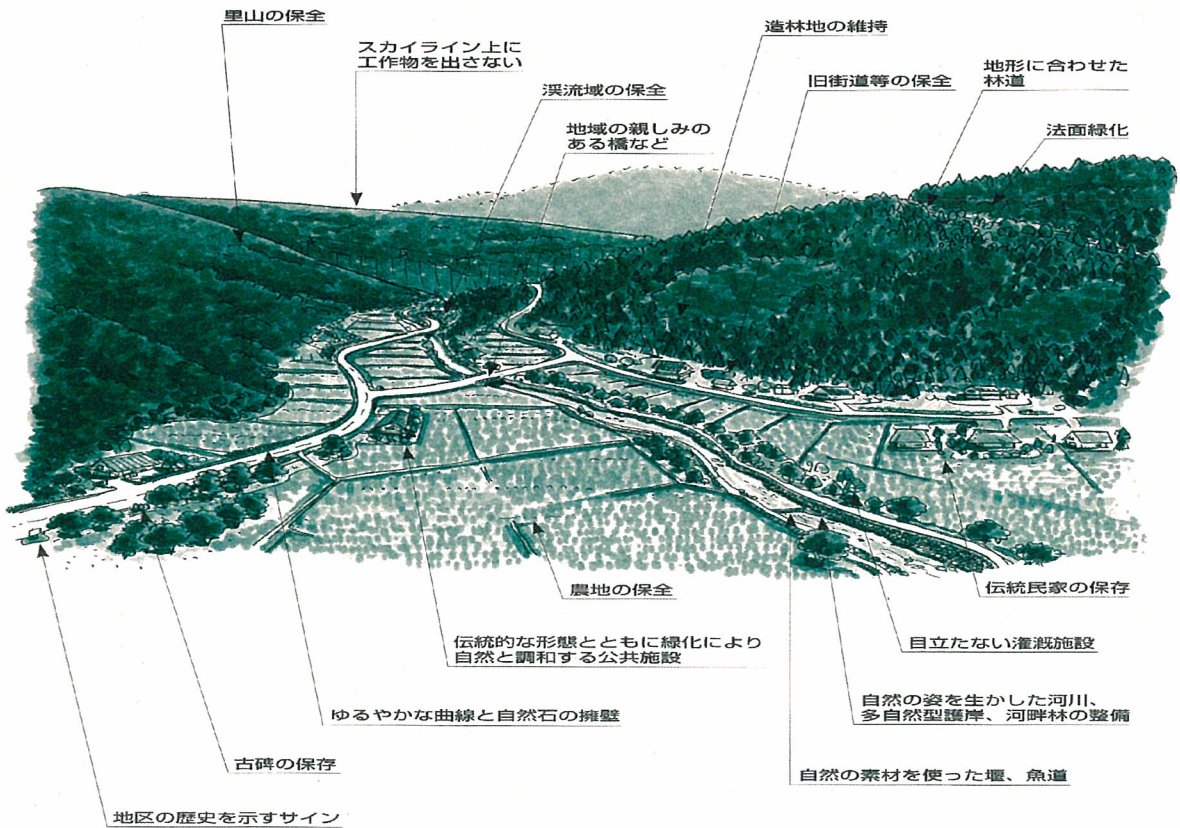 里山の保全
スカイライン上に
工作物を出さない
渓流域の保全
地域の親しみの
ある橋など
造林地の維持
旧街道等の保全
地形に合わせた
林道
法面緑化
農地の保全
伝統民家の保存
伝統的な形態とともに緑化により
自然と調和する公共施設
目立たない灌漑施設
ゆるやかな曲線と自然石の擁壁
自然の姿を生かした河川、
多自然型護岸、河畔林の整備
古碑の保存
自然の素材を使った堰、魚道
地区の歴史を示すサイン